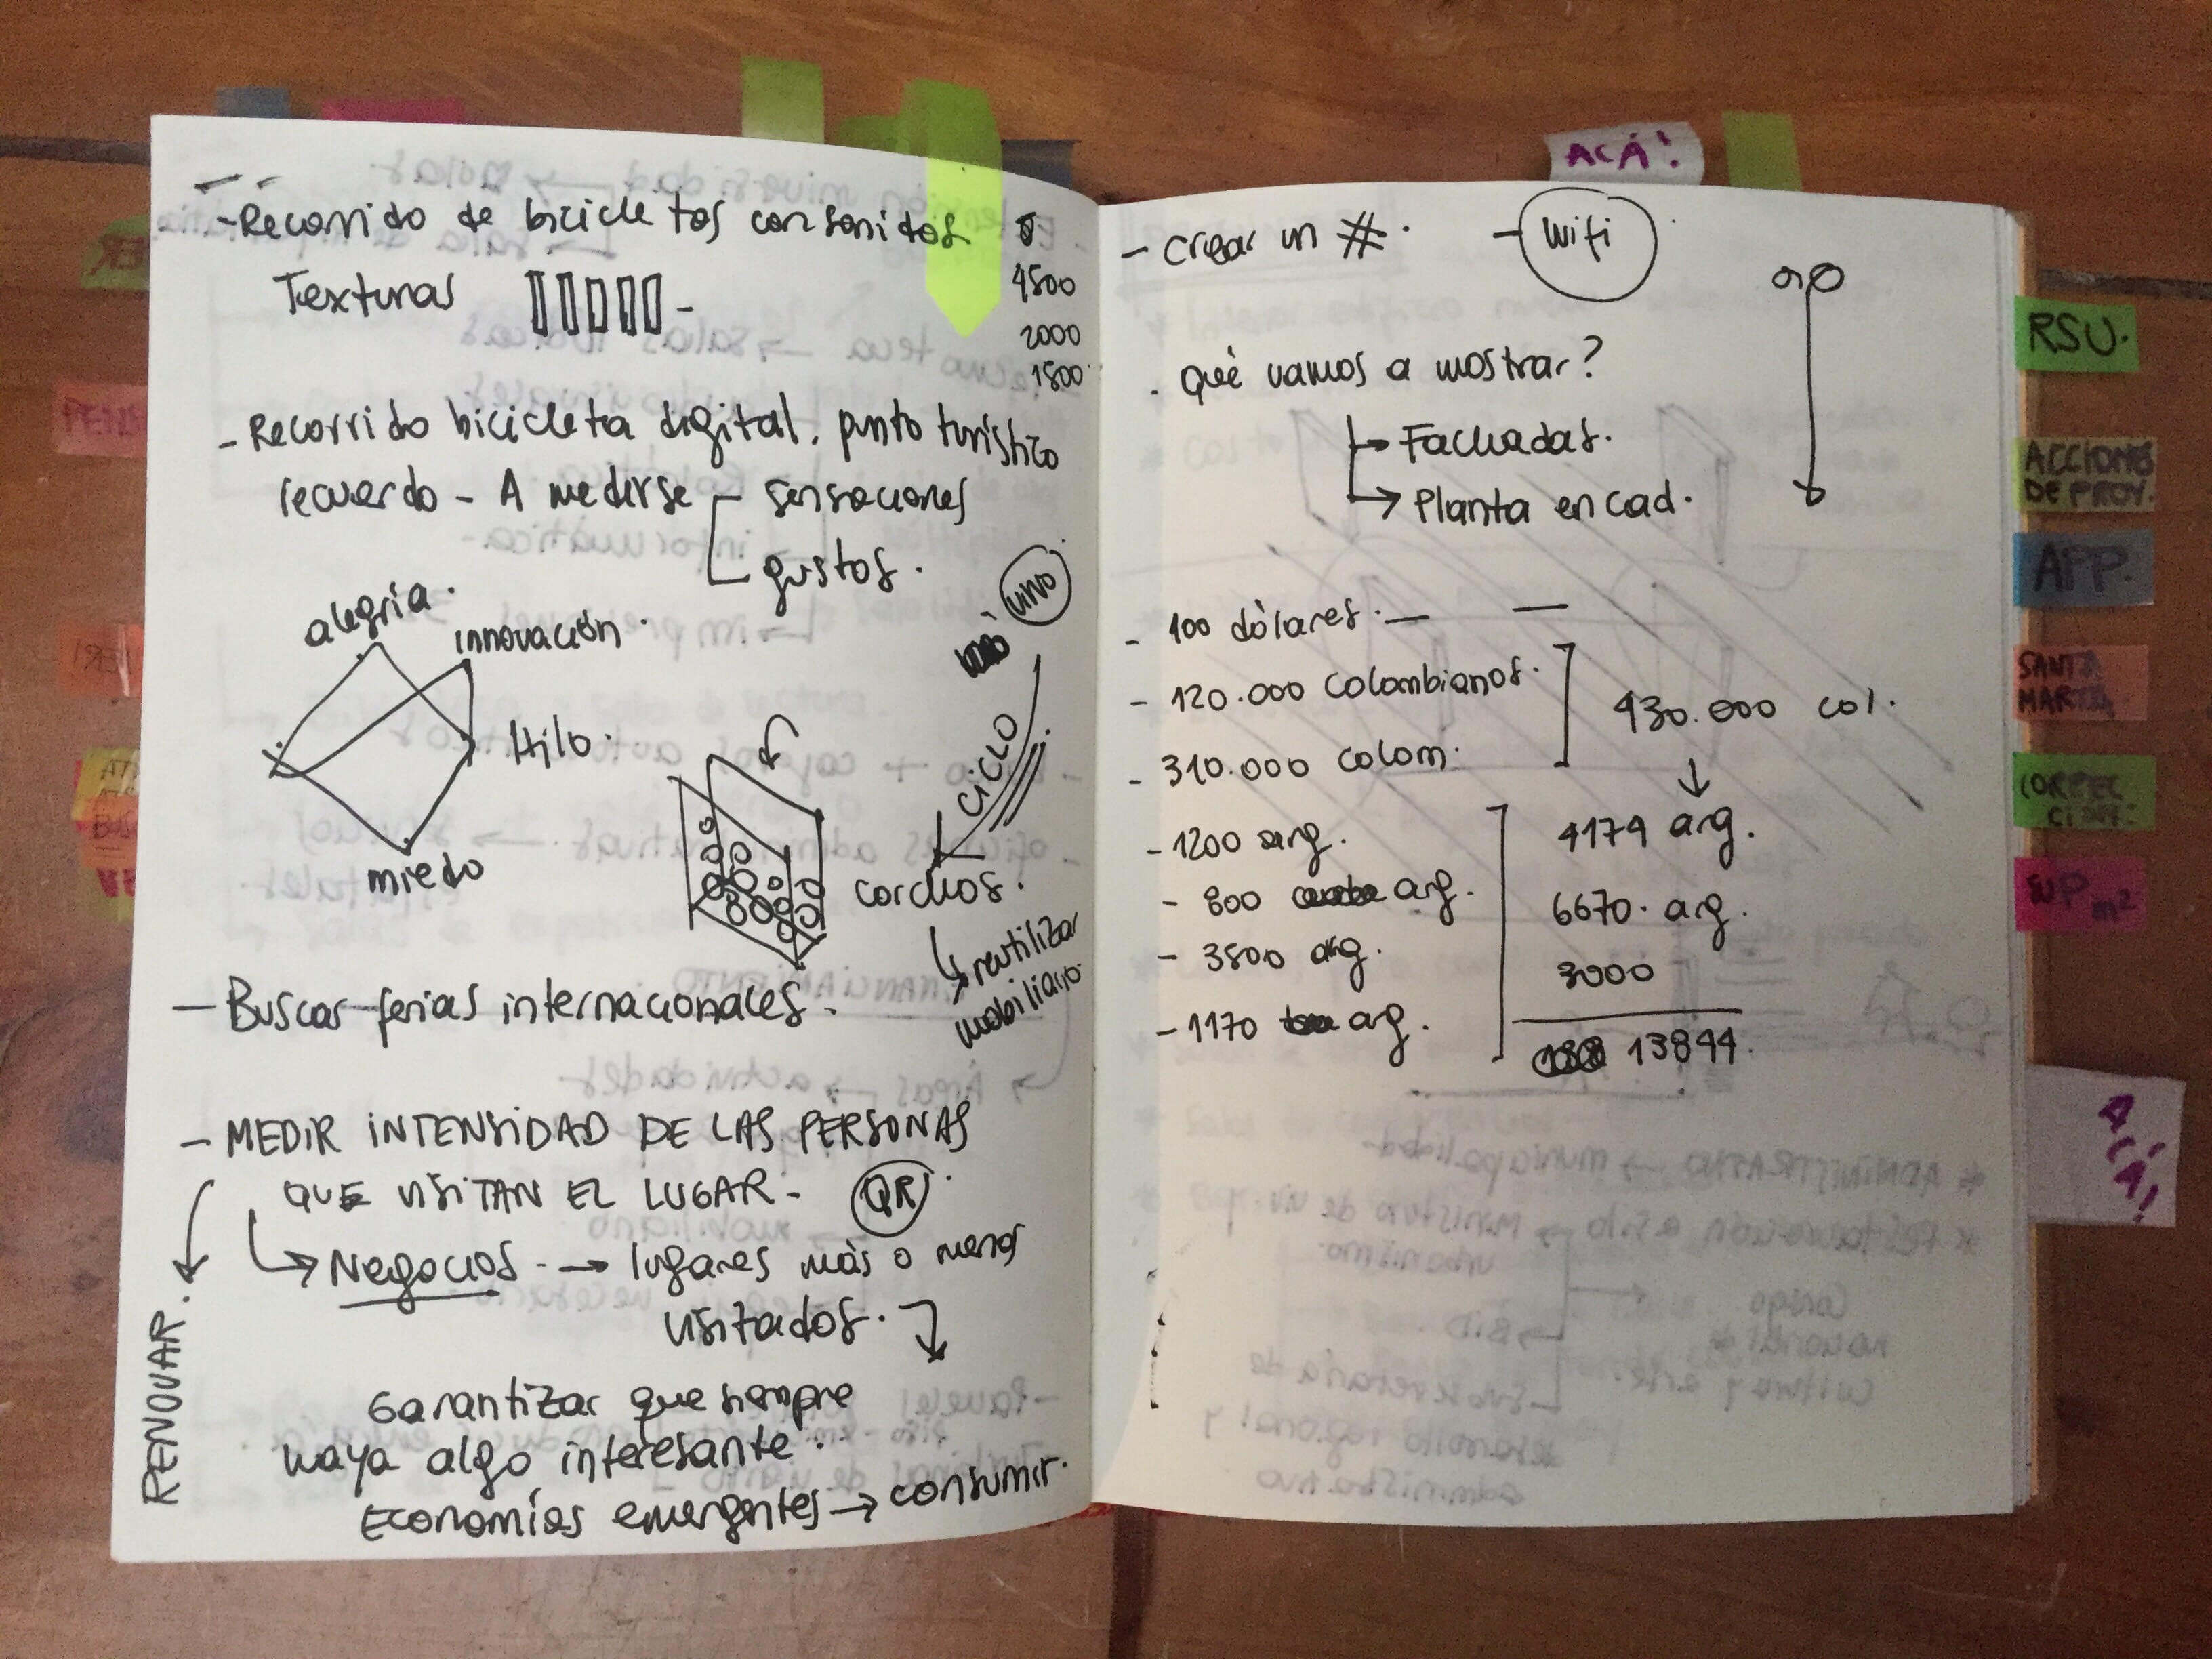 - Recorrido de bicicletas con sonidos
Texturas
4500
2000
1800
- Recorrido bicicleta digital. punto turístico
recuerdo - A medirse
sensaciones
gustos.
alegría.
innovación.
Hilo.
miedo
vino
CICLO
corchos.
reutilizar
mobiliario.
- Buscar ferias internacionales.
- MEDIR INTENSIDAD DE LAS PERSONAS
QUE VISITAN EL LUGAR. QR.
Negocios. → lugares más o menos
visitados.
Garantizar que siempre
haya algo interesante.
Economías emergentes → consumir.
RENOVAR.
- Crear un #. - Wifi
. qué vamos a mostrar?
Fachadas.
Planta en cad.
- 100 dólares. —
- 120.000 colombianos.
- 310.000 colom.
430.000 col.
- 1200 arg.
- 800 arg.
- 3500 arg.
- 1170 arg.
4174 arg.
6670. arg.
3000
13844.
ACÁ!
RSU.
ACCIONES
DE PROY.
APP.
SANTA
MARTA
CORREC
CIÓN.
SUP m²
ACÁ!